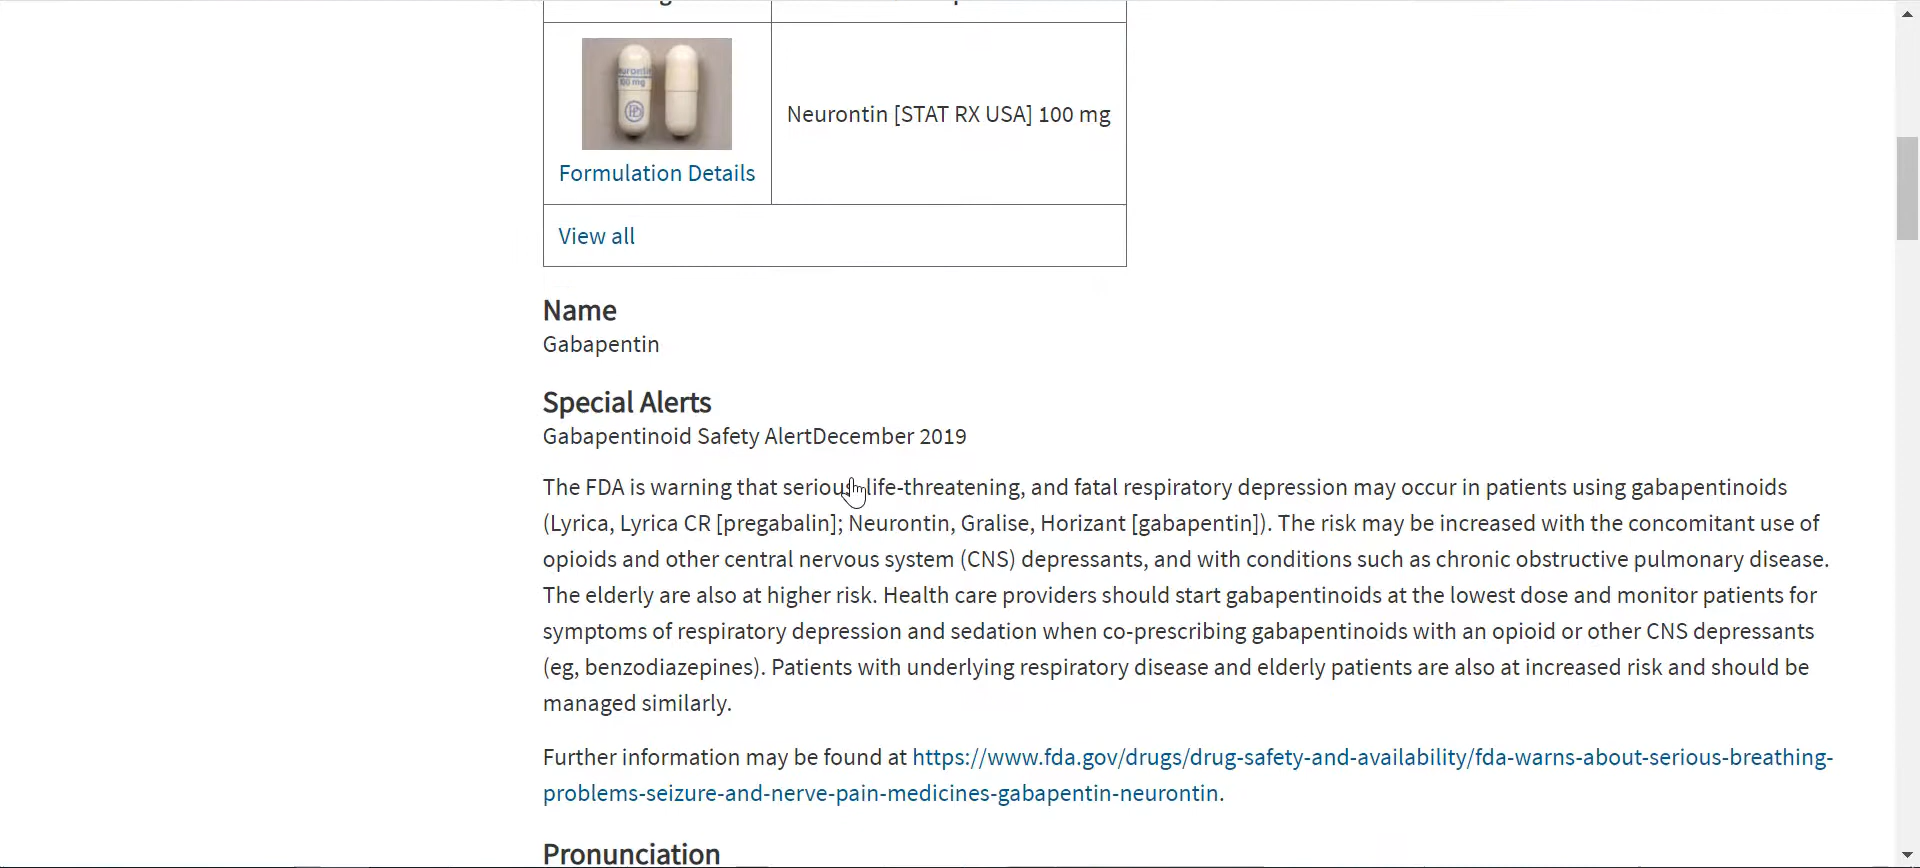 Neurontin
100 mg
PD
Neurontin [STAT RX USA] 100 mg
Formulation Details
View all
Name
Gabapentin
Special Alerts
Gabapentinoid Safety AlertDecember 2019
The FDA is warning that serious, life-threatening, and fatal respiratory depression may occur in patients using gabapentinoids
(Lyrica, Lyrica CR [pregabalin]; Neurontin, Gralise, Horizant [gabapentin]). The risk may be increased with the concomitant use of
opioids and other central nervous system (CNS) depressants, and with conditions such as chronic obstructive pulmonary disease.
The elderly are also at higher risk. Health care providers should start gabapentinoids at the lowest dose and monitor patients for
symptoms of respiratory depression and sedation when co-prescribing gabapentinoids with an opioid or other CNS depressants
(eg, benzodiazepines). Patients with underlying respiratory disease and elderly patients are also at increased risk and should be
managed similarly.
Further information may be found at https://www.fda.gov/drugs/drug-safety-and-availability/fda-warns-about-serious-breathing-
problems-seizure-and-nerve-pain-medicines-gabapentin-neurontin.
Pronunciation